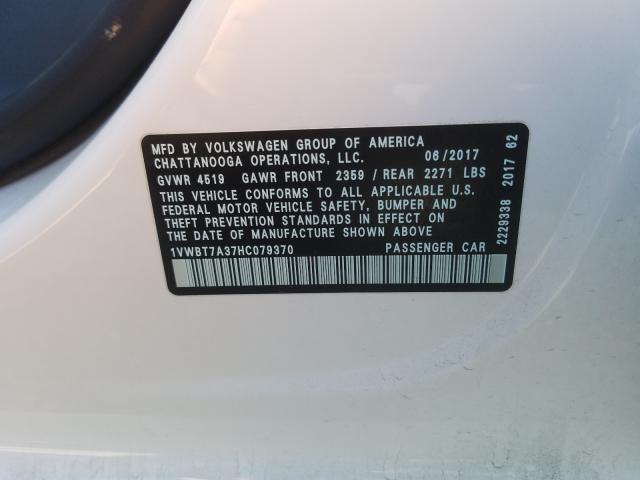 MFD BY VOLKSWAGEN GROUP OF AMERICA
CHATTANOOGA OPERATIONS, LLC. 06/2017
GVWR 4519 GAWR FRONT 2359 / REAR 2271 LBS
THIS VEHICLE CONFORMS TO ALL APPLICABLE U.S.
FEDERAL MOTOR VEHICLE SAFETY, BUMPER AND
THEFT PREVENTION STANDARDS IN EFFECT ON
THE DATE OF MANUFACTURE SHOWN ABOVE
1VWBT7A37HC079370 PASSENGER CAR
2229338 2017 62